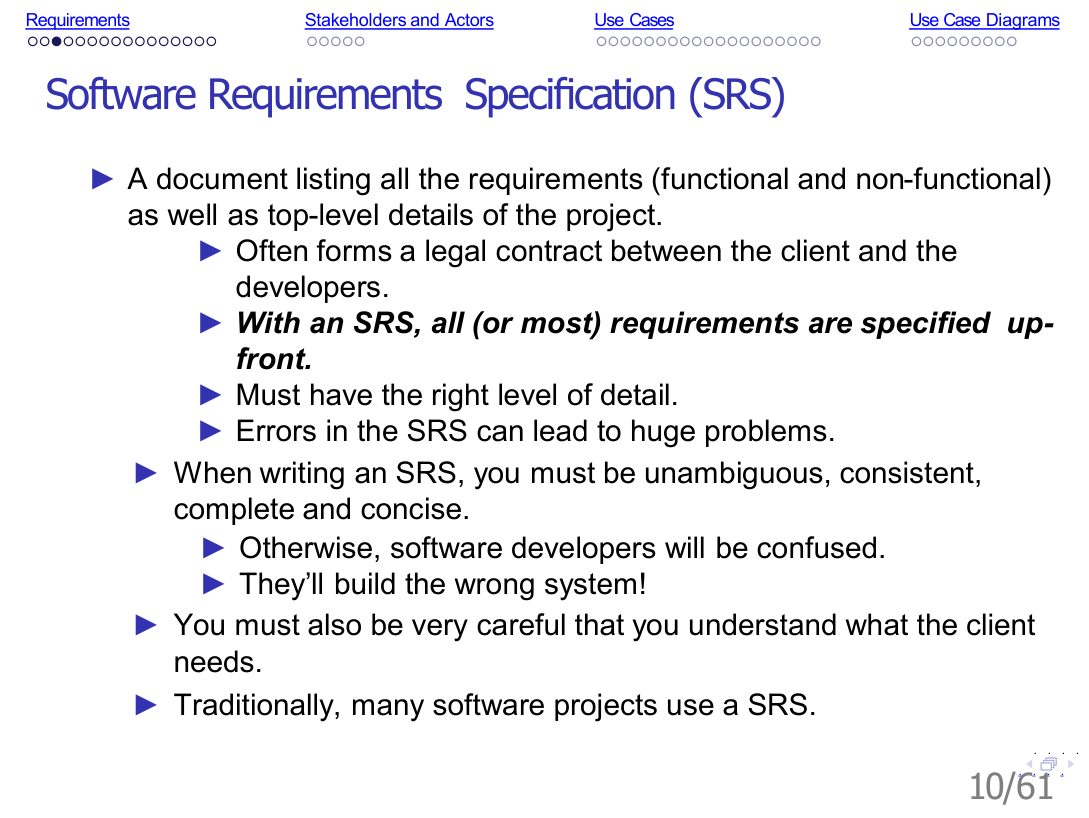 Requirements Stakeholders and Actors Use Cases Use Case Diagrams
Software Requirements Specification (SRS)
► A document listing all the requirements (functional and non-functional)
as well as top-level details of the project.
► Often forms a legal contract between the client and the
developers.
► With an SRS, all (or most) requirements are specified up-
front.
► Must have the right level of detail.
► Errors in the SRS can lead to huge problems.
► When writing an SRS, you must be unambiguous, consistent,
complete and concise.
► Otherwise, software developers will be confused.
► They’ll build the wrong system!
► You must also be very careful that you understand what the client
needs.
► Traditionally, many software projects use a SRS.
10/61